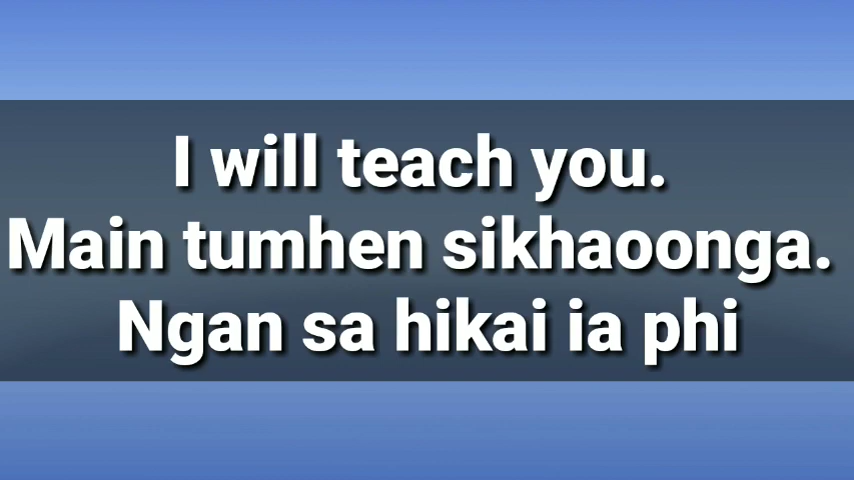 I will teach you.
Main tumhen sikhaoonga.
Ngan sa hikai ia phi